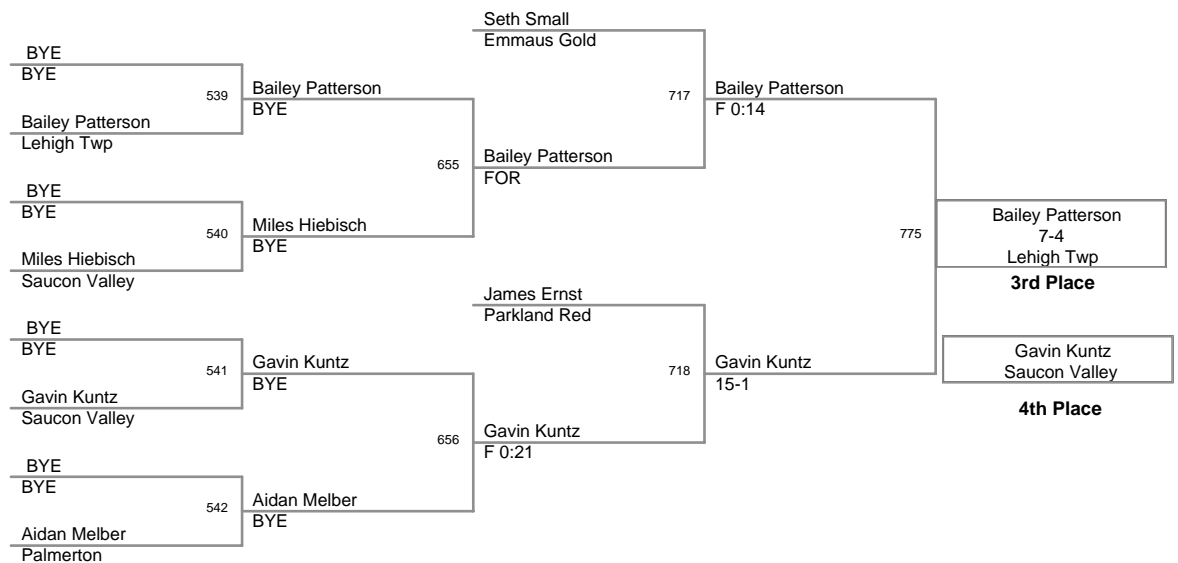 Seth Small
Emmaus Gold
BYE
BYE
539
Bailey Patterson
BYE
717
Bailey Patterson
F 0:14
Bailey Patterson
Lehigh Twp
655
Bailey Patterson
FOR
BYE
BYE
540
Miles Hiebisch
BYE
775
Bailey Patterson
7-4
Lehigh Twp
3rd Place
Miles Hiebisch
Saucon Valley
James Ernst
Parkland Red
BYE
BYE
541
Gavin Kuntz
BYE
718
Gavin Kuntz
15-1
Gavin Kuntz
Saucon Valley
4th Place
Gavin Kuntz
Saucon Valley
656
Gavin Kuntz
F 0:21
BYE
BYE
542
Aidan Melber
BYE
Aidan Melber
Palmerton